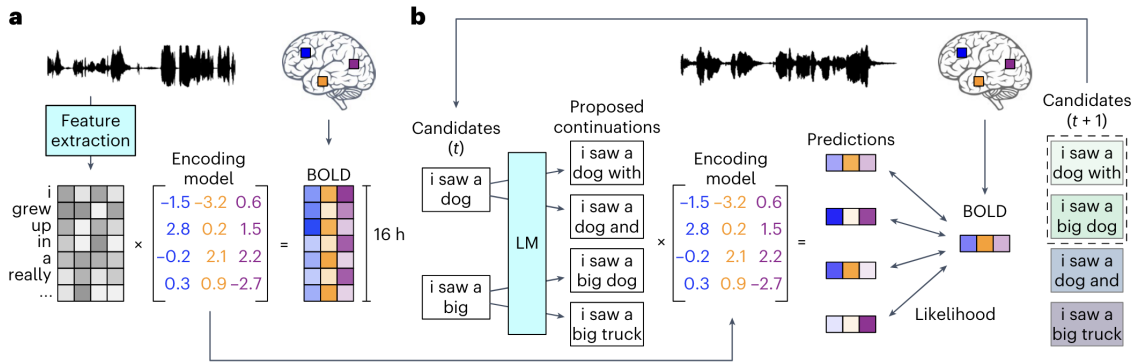 a
Feature
extraction
Encoding
model
BOLD
i
grew
up
in
a
really
...
×
−1.5 −3.2 0.6
2.8 0.2 1.5
−0.2 2.1 2.2
0.3 0.9 −2.7
=
16 h
b
Candidates
(t)
i saw a
dog
i saw a
big
LM
Proposed
continuations
i saw a
dog with
i saw a
dog and
i saw a
big dog
i saw a
big truck
×
Encoding
model
−1.5 −3.2 0.6
2.8 0.2 1.5
−0.2 2.1 2.2
0.3 0.9 −2.7
=
Predictions
BOLD
Likelihood
Candidates
(t + 1)
i saw a
dog with
i saw a
big dog
i saw a
dog and
i saw a
big truck